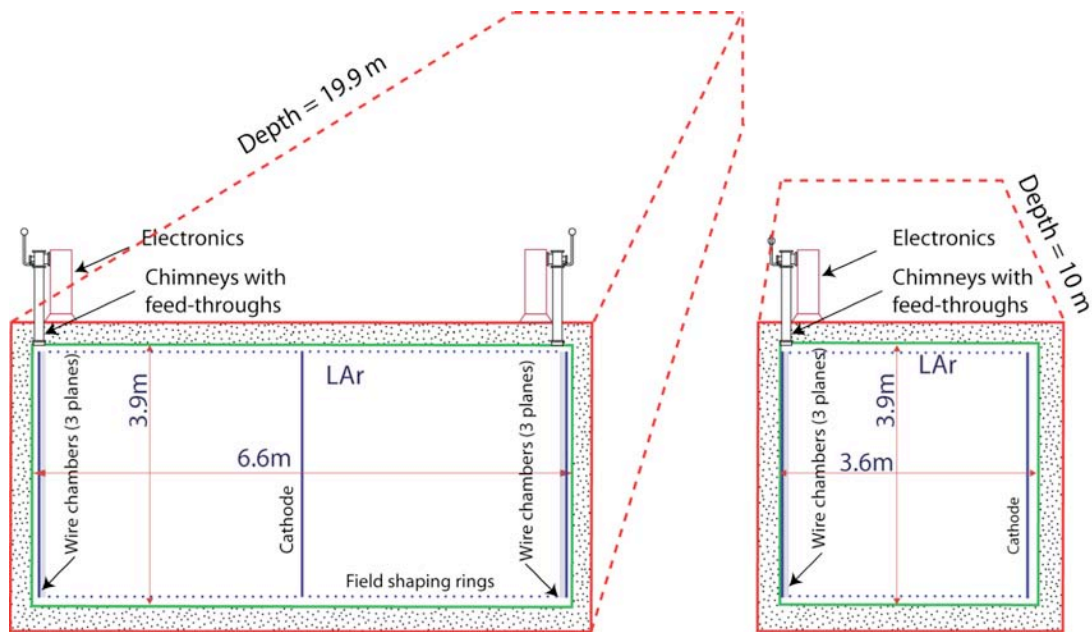 Depth = 19.9 m
Electronics
Chimneys with
feed-throughs
LAr
Wire chambers (3 planes)
3.9m
6.6m
Cathode
Wire chambers (3 planes)
Field shaping rings
Depth = 10 m
Electronics
Chimneys with
feed-throughs
LAr
Wire chambers (3 planes)
3.9m
3.6m
Cathode